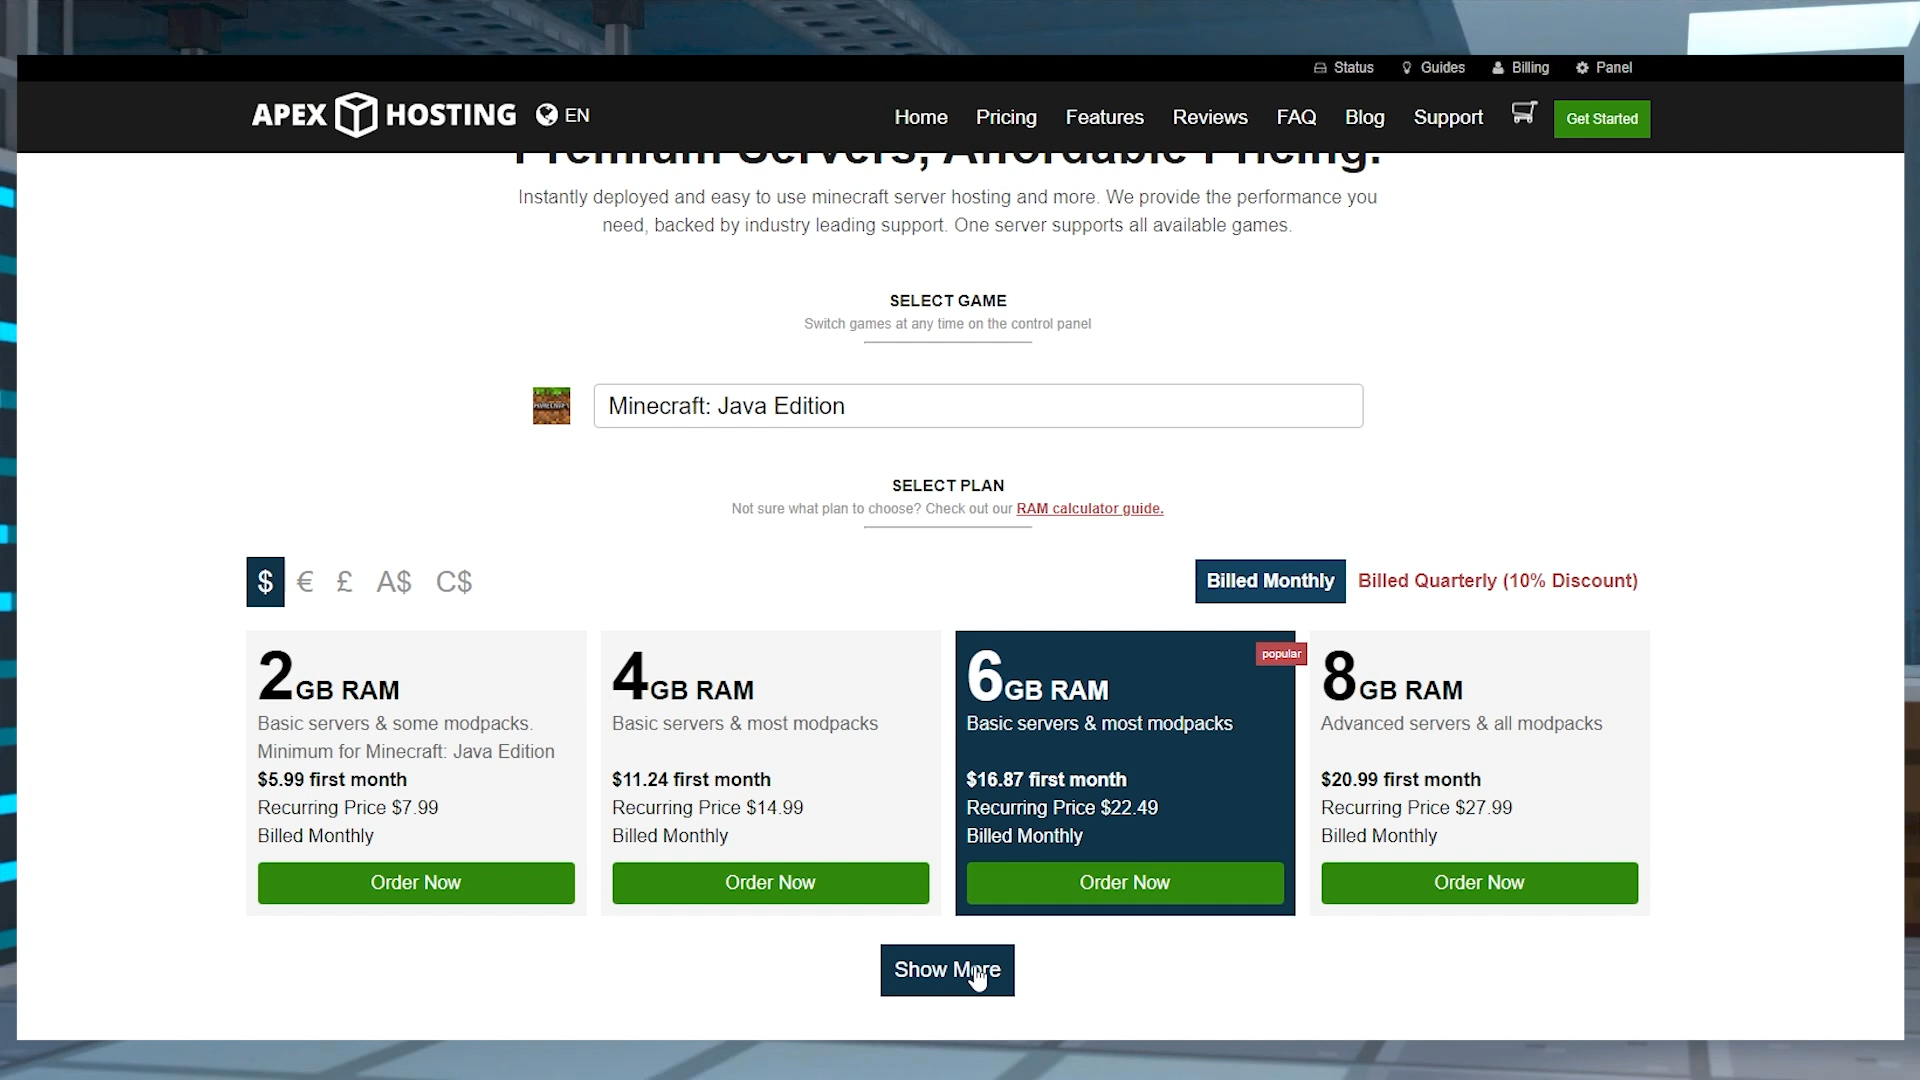 Status Guides Billing Panel
APEX HOSTING EN Home Pricing Features Reviews FAQ Blog Support Get Started
Premium Servers, Affordable Pricing.
Instantly deployed and easy to use minecraft server hosting and more. We provide the performance you
need, backed by industry leading support. One server supports all available games.
SELECT GAME
Switch games at any time on the control panel
Minecraft: Java Edition
SELECT PLAN
Not sure what plan to choose? Check out our RAM calculator guide.
$ € £ A$ C$ Billed Monthly Billed Quarterly (10% Discount)
2GB RAM
Basic servers & some modpacks.
Minimum for Minecraft: Java Edition
$5.99 first month
Recurring Price $7.99
Billed Monthly
Order Now
4GB RAM
Basic servers & most modpacks
$11.24 first month
Recurring Price $14.99
Billed Monthly
Order Now
popular
6GB RAM
Basic servers & most modpacks
$16.87 first month
Recurring Price $22.49
Billed Monthly
Order Now
8GB RAM
Advanced servers & all modpacks
$20.99 first month
Recurring Price $27.99
Billed Monthly
Order Now
Show More